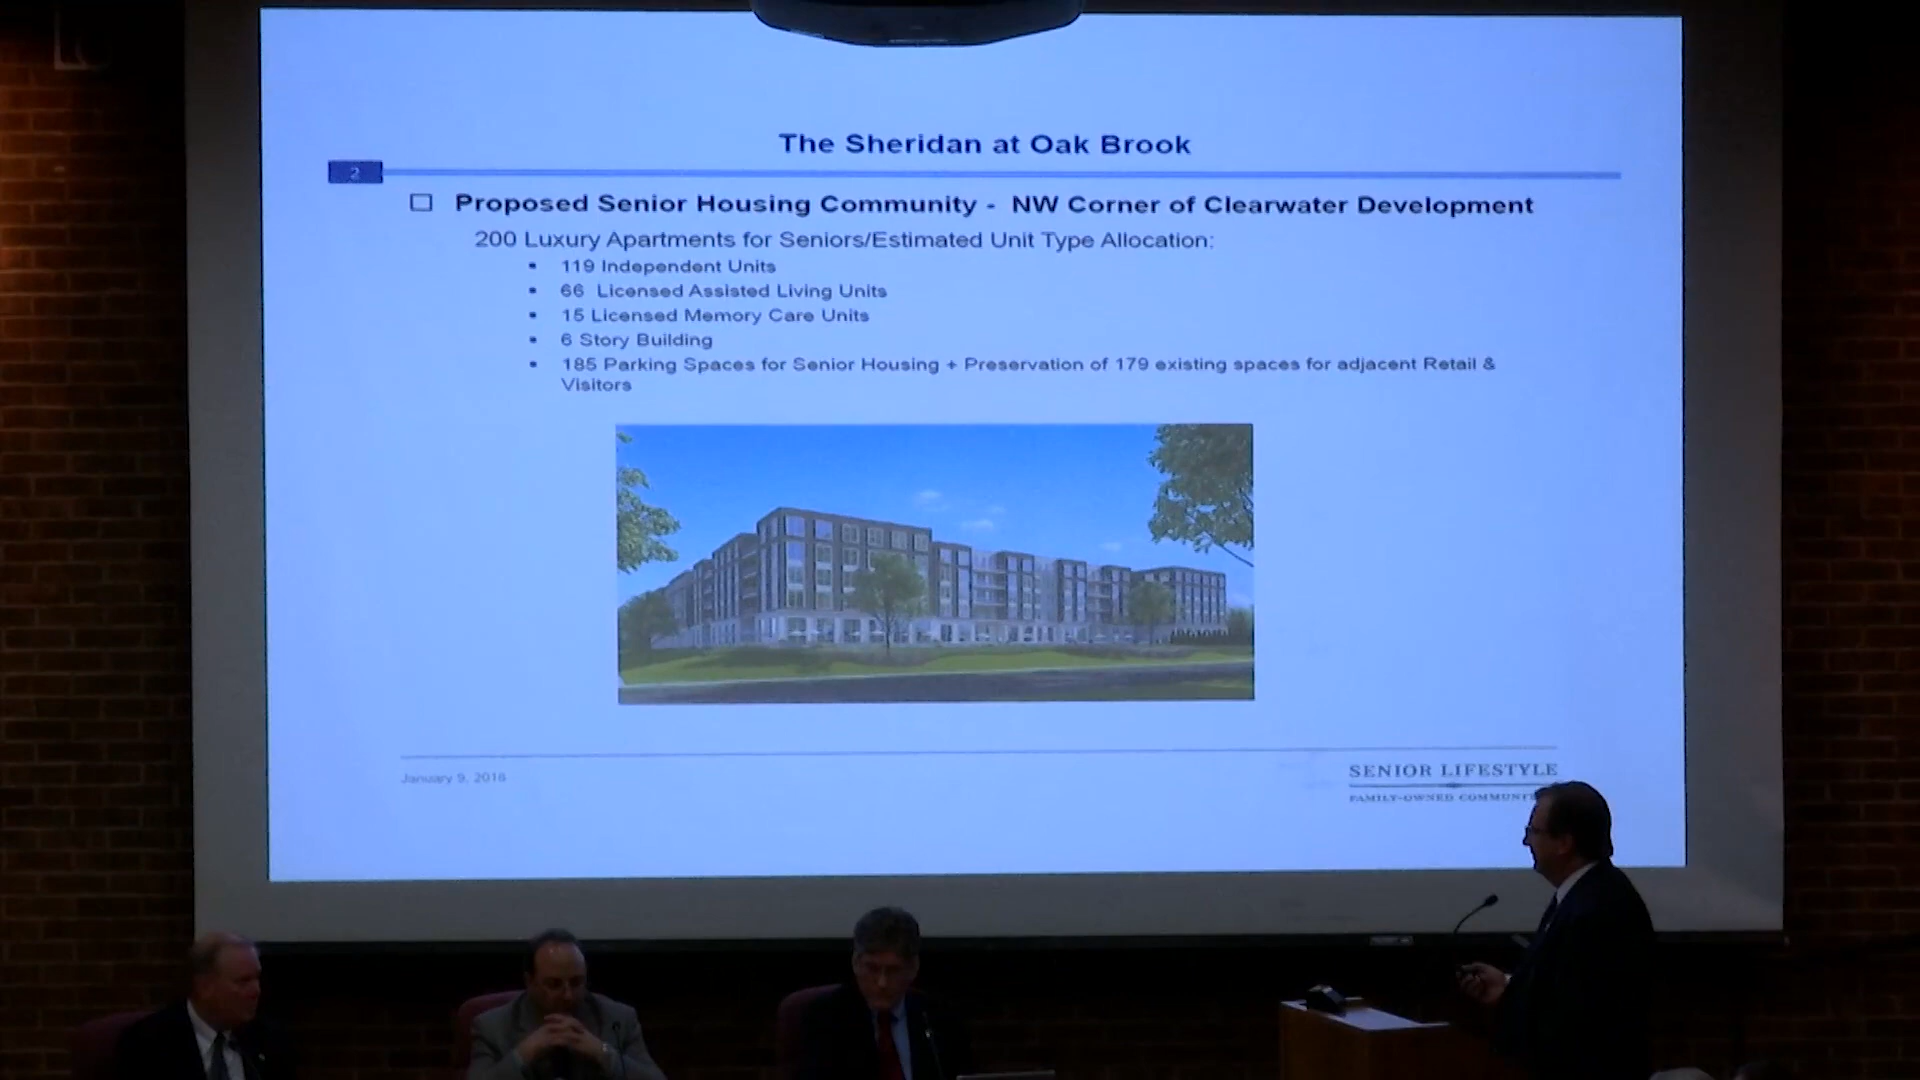 The Sheridan at Oak Brook
2
Proposed Senior Housing Community - NW Corner of Clearwater Development
200 Luxury Apartments for Seniors/Estimated Unit Type Allocation:
119 Independent Units
66 Licensed Assisted Living Units
15 Licensed Memory Care Units
6 Story Building
185 Parking Spaces for Senior Housing + Preservation of 179 existing spaces for adjacent Retail &
Visitors
January 9, 2016
SENIOR LIFESTYLE
FAMILY-OWNED